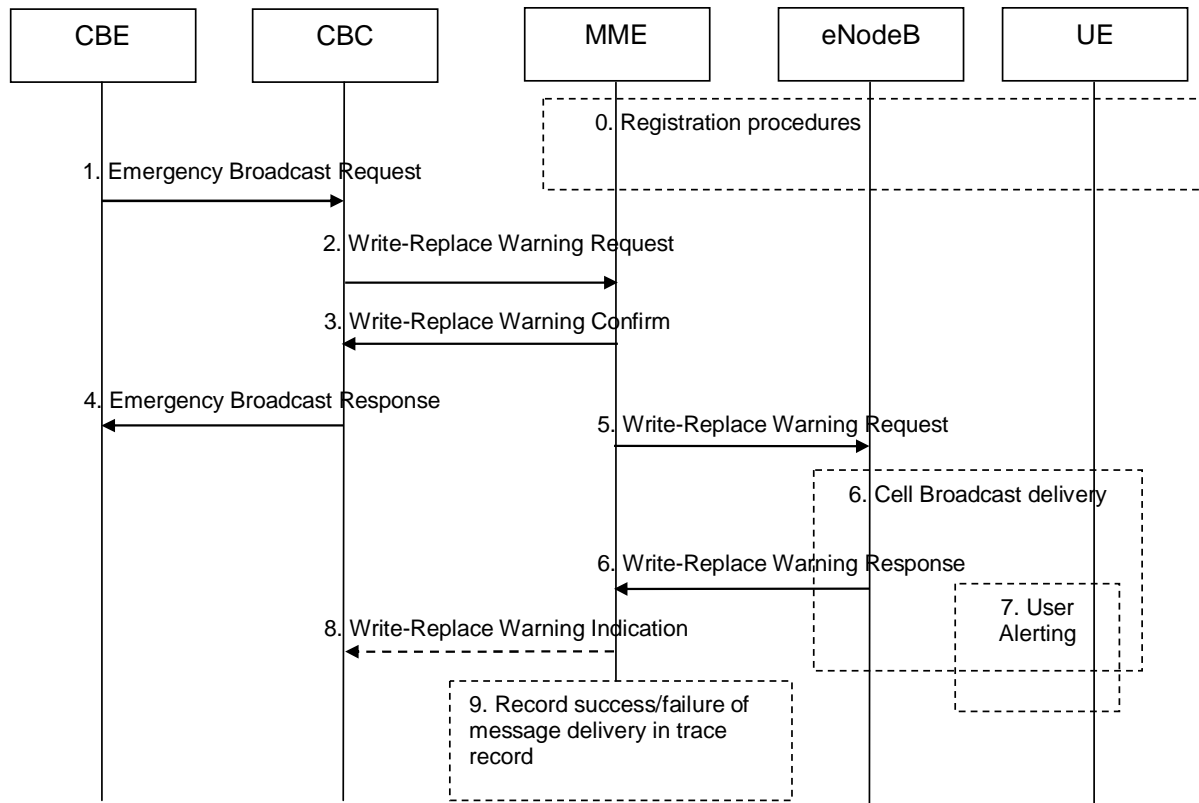 CBE
CBC
MME
eNodeB
UE
0. Registration procedures
1. Emergency Broadcast Request
2. Write-Replace Warning Request
3. Write-Replace Warning Confirm
4. Emergency Broadcast Response
5. Write-Replace Warning Request
6. Cell Broadcast delivery
6. Write-Replace Warning Response
7. User
Alerting
8. Write-Replace Warning Indication
9. Record success/failure of
message delivery in trace
record